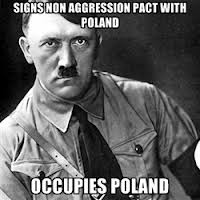 SIGNS NON AGGRESSION PACT WITH
POLAND
OCCUPIES POLAND